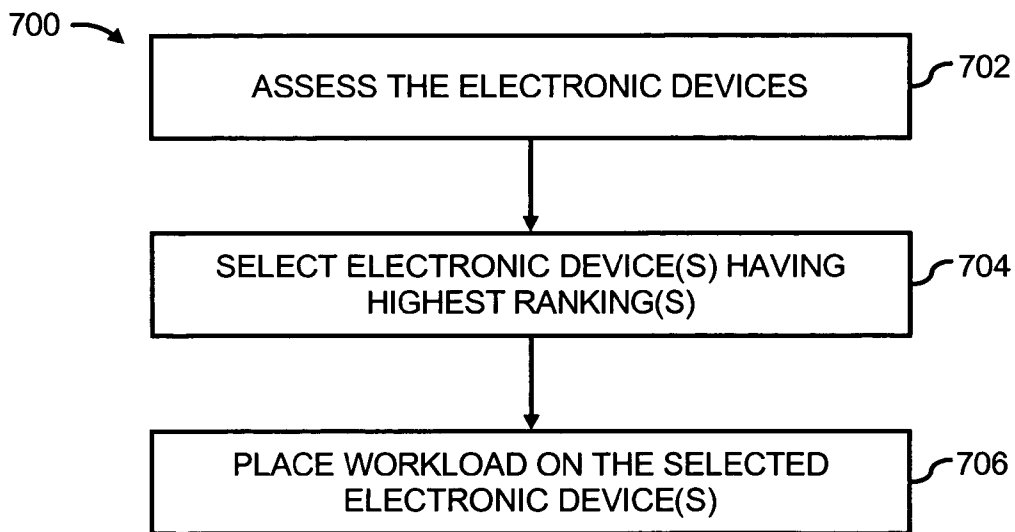 700
ASSESS THE ELECTRONIC DEVICES
702
SELECT ELECTRONIC DEVICE(S) HAVING
HIGHEST RANKING(S)
704
PLACE WORKLOAD ON THE SELECTED
ELECTRONIC DEVICE(S)
706